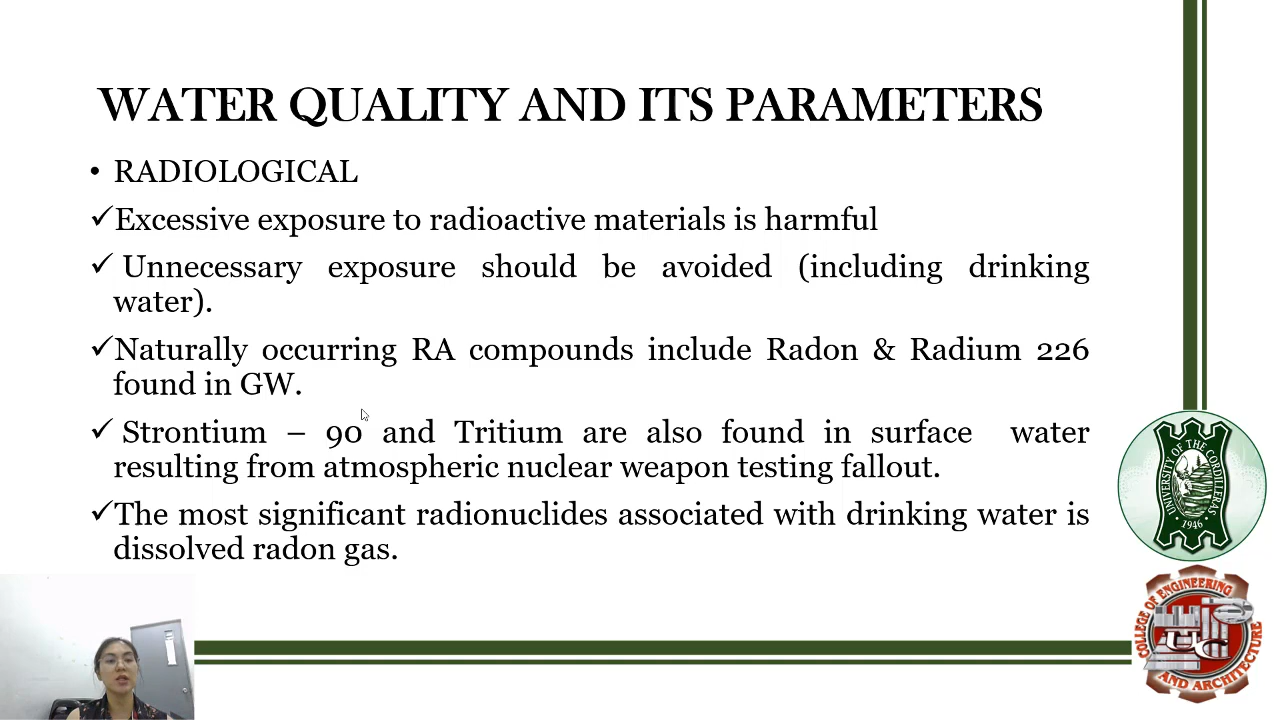 WATER QUALITY AND ITS PARAMETERS
• RADIOLOGICAL
✓Excessive exposure to radioactive materials is harmful
✓ Unnecessary exposure should be avoided (including drinking
water).
✓Naturally occurring RA compounds include Radon & Radium 226
found in GW.
✓ Strontium – 90 and Tritium are also found in surface water
resulting from atmospheric nuclear weapon testing fallout.
✓The most significant radionuclides associated with drinking water is
dissolved radon gas.
UNIVERSITY OF THE CORDILLERAS
• 1946 •
COLLEGE OF ENGINEERING
UC
AND ARCHITECTURE